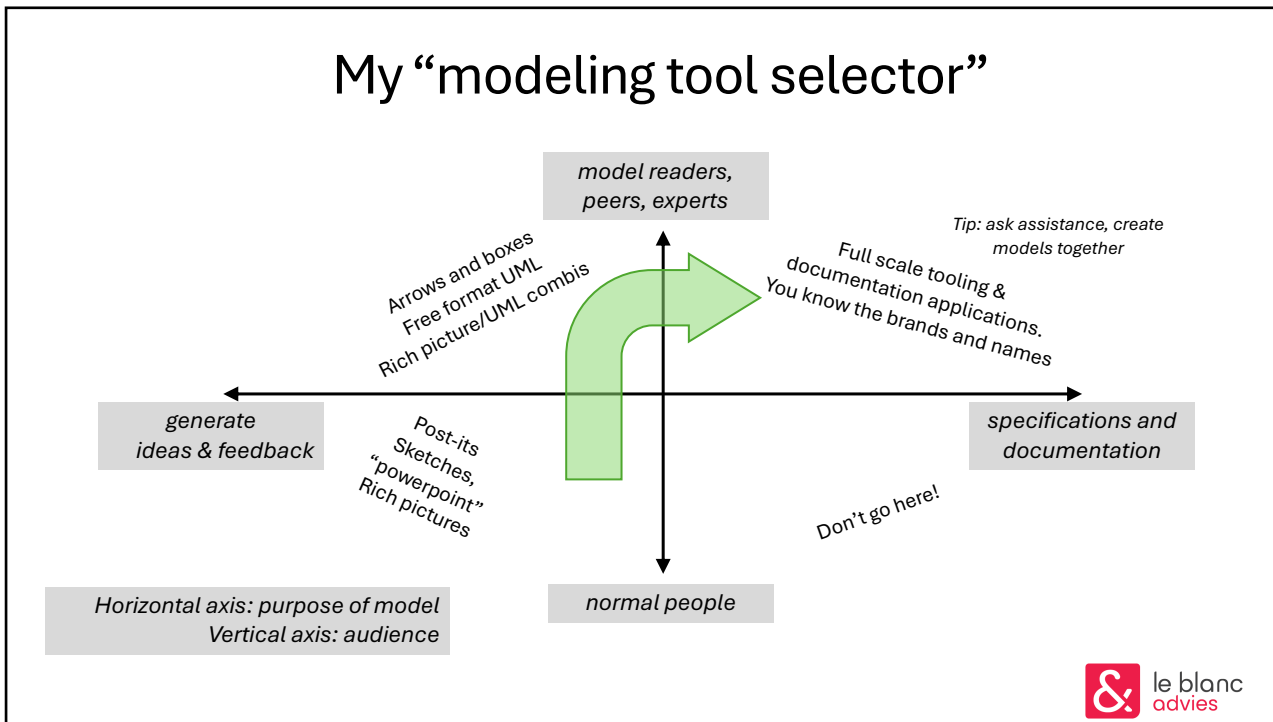 My “modeling tool selector”
model readers,
peers, experts
Tip: ask assistance, create
models together
Arrows and boxes
Free format UML
Rich picture/UML combis
Full scale tooling &
documentation applications.
You know the brands and names
generate
ideas & feedback
specifications and
documentation
Post-its
Sketches,
“powerpoint”
Rich pictures
Don’t go here!
normal people
Horizontal axis: purpose of model
Vertical axis: audience
& le blanc
advies